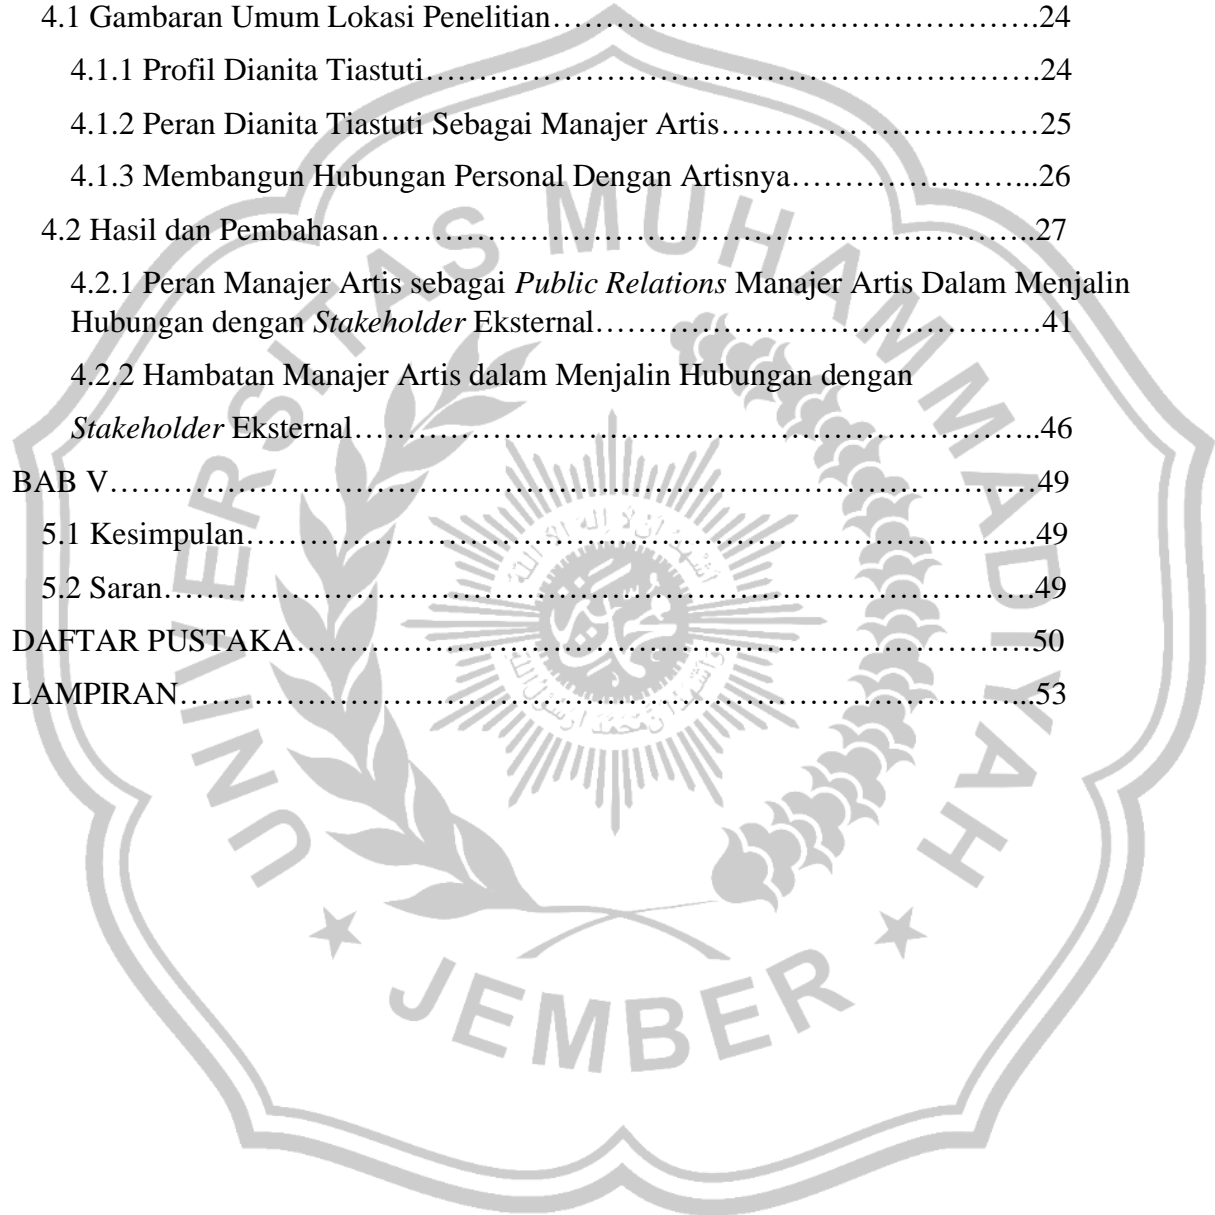 4.1 Gambaran Umum Lokasi Penelitian……………………………………….24
4.1.1 Profil Dianita Tiastuti………………………………………………….24
4.1.2 Peran Dianita Tiastuti Sebagai Manajer Artis…………………………25
4.1.3 Membangun Hubungan Personal Dengan Artisnya…………………...26
4.2 Hasil dan Pembahasan……………………………………………………..27
4.2.1 Peran Manajer Artis sebagai Public Relations Manajer Artis Dalam Menjalin
Hubungan dengan Stakeholder Eksternal……………………………………41
4.2.2 Hambatan Manajer Artis dalam Menjalin Hubungan dengan
Stakeholder Eksternal………………………………………………………..46
BAB V……………………………………………………………………………49
5.1 Kesimpulan………………………………………………………………...49
5.2 Saran……………………………………………………………………….49
DAFTAR PUSTAKA……………………………………………………………50
LAMPIRAN……………………………………………………………………...53
UNIVERSITAS MUHAMMADIYAH
JEMBER